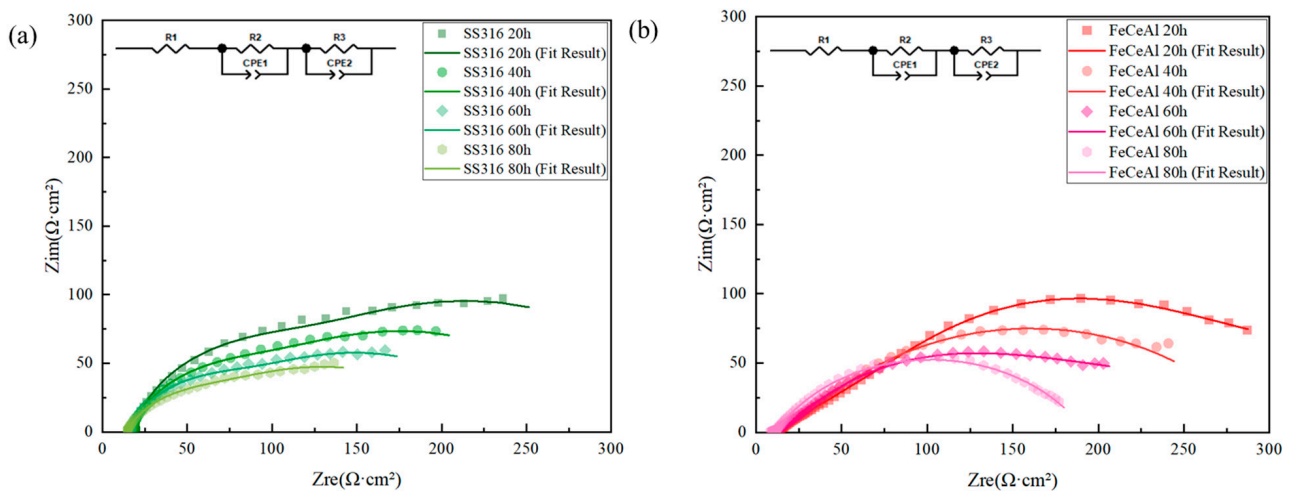 (a)
300
250
200
150
100
50
0
Zim(Ω·cm²)
0 50 100 150 200 250 300
Zre(Ω·cm²)
R1 R2 R3
CPE1 CPE2
SS316 20h
SS316 20h (Fit Result)
SS316 40h
SS316 40h (Fit Result)
SS316 60h
SS316 60h (Fit Result)
SS316 80h
SS316 80h (Fit Result)
(b)
300
250
200
150
100
50
0
Zim(Ω·cm²)
0 50 100 150 200 250 300
Zre(Ω·cm²)
R1 R2 R3
CPE1 CPE2
FeCeAl 20h
FeCeAl 20h (Fit Result)
FeCeAl 40h
FeCeAl 40h (Fit Result)
FeCeAl 60h
FeCeAl 60h (Fit Result)
FeCeAl 80h
FeCeAl 80h (Fit Result)